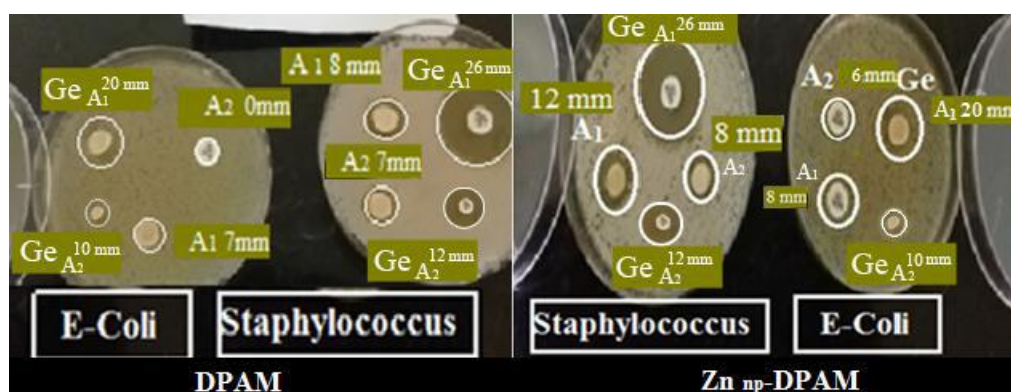 Ge A1 20 mm
A2 0mm
Ge A2 10 mm
A1 7mm
A 1 8 mm
Ge A1 26 mm
A2 7mm
Ge A2 12 mm
E-Coli
Staphylococcus
DPAM
Ge A1 26 mm
12 mm
A1
8 mm
A2
Ge A2 12 mm
A2 6 mm Ge
A1 20 mm
A1
8 mm
Ge A2 10 mm
Staphylococcus
E-Coli
Zn np-DPAM